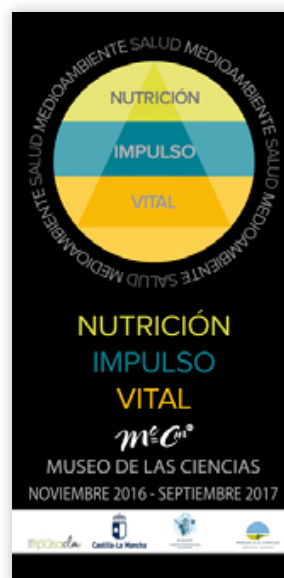 MEDIOAMBIENTE SALUD MEDIOAMBIENTE SALUD MEDIOAMBIENTE SALUD
NUTRICIÓN
IMPULSO
VITAL
NUTRICIÓN
IMPULSO
VITAL
MUSEO DE LAS CIENCIAS
NOVIEMBRE 2016 - SEPTIEMBRE 2017
Castilla-La Mancha